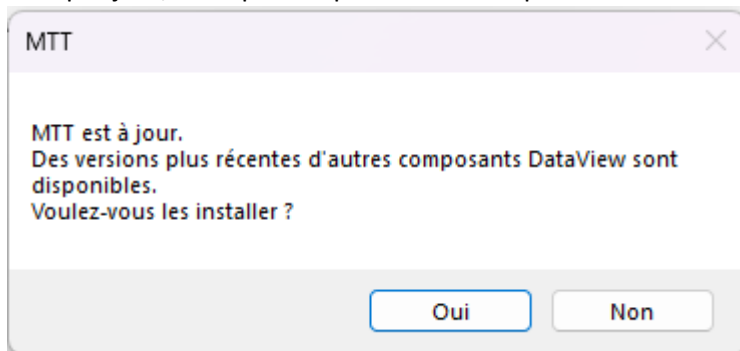 MTT
MTT est à jour.
Des versions plus récentes d'autres composants DataView sont
disponibles.
Voulez-vous les installer ?
Oui
Non